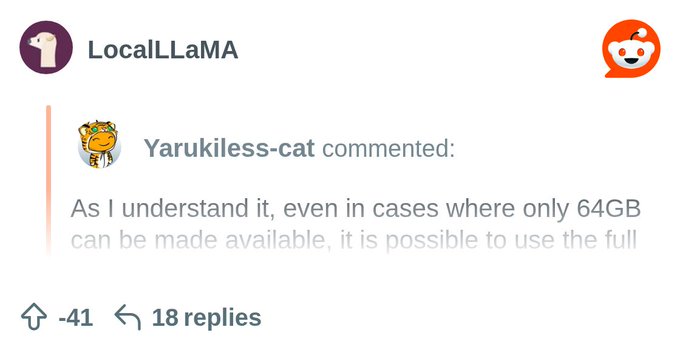 LocalLLaMA
Yarukiless-cat commented:
As I understand it, even in cases where only 64GB
can be made available, it is possible to use the full
-41 18 replies